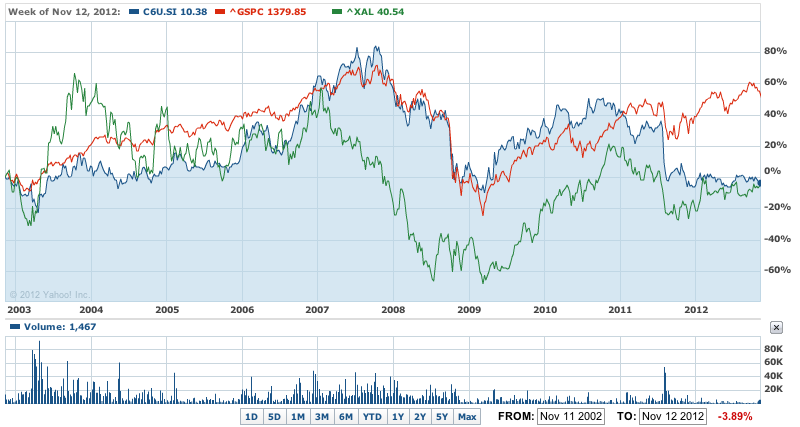 Week of Nov 12, 2012: C6U.SI 10.38 ^GSPC 1379.85 ^XAL 40.54
80%
60%
40%
20%
0%
-20%
-40%
-60%
© 2012 Yahoo! Inc.
2003 2004 2005 2006 2007 2008 2009 2010 2011 2012
Volume: 1,467
80K
60K
40K
20K
1D 5D 1M 3M 6M YTD 1Y 2Y 5Y Max FROM: Nov 11 2002 TO: Nov 12 2012 -3.89%